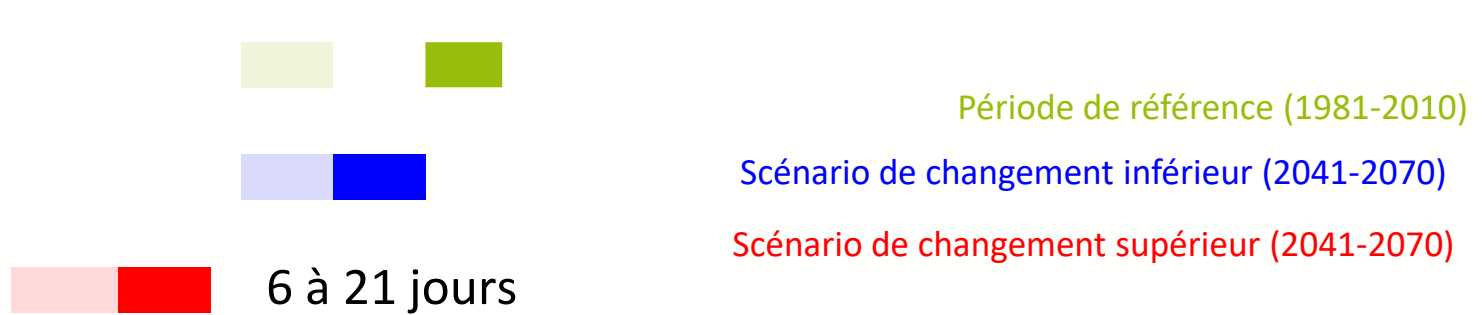 Période de référence (1981-2010)
Scénario de changement inférieur (2041-2070)
Scénario de changement supérieur (2041-2070)
6 à 21 jours